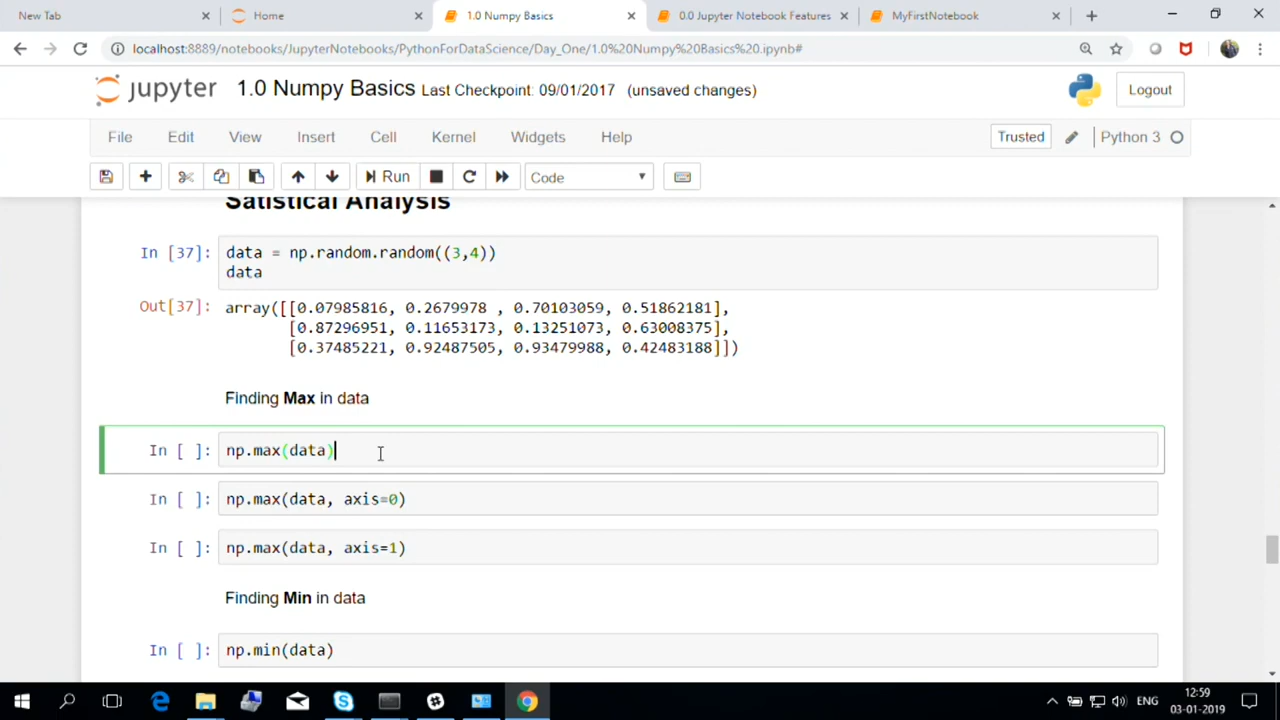 New Tab
Home
1.0 Numpy Basics
0.0 Jupyter Notebook Features
MyFirstNotebook
localhost:8889/notebooks/JupyterNotebooks/PythonForDataScience/Day_One/1.0%20Numpy%20Basics%20.ipynb#
jupyter 1.0 Numpy Basics Last Checkpoint: 09/01/2017 (unsaved changes)
Logout
File Edit View Insert Cell Kernel Widgets Help
Trusted
Python 3
Run
Code
Satistical Analysis
In [37]: data = np.random.random((3,4))
data
Out[37]: array([[0.07985816, 0.2679978 , 0.70103059, 0.51862181],
[0.87296951, 0.11653173, 0.13251073, 0.63008375],
[0.37485221, 0.92487505, 0.93479988, 0.42483188]])
Finding Max in data
In [ ]: np.max(data)
In [ ]: np.max(data, axis=0)
In [ ]: np.max(data, axis=1)
Finding Min in data
In [ ]: np.min(data)
ENG
12:59
03-01-2019